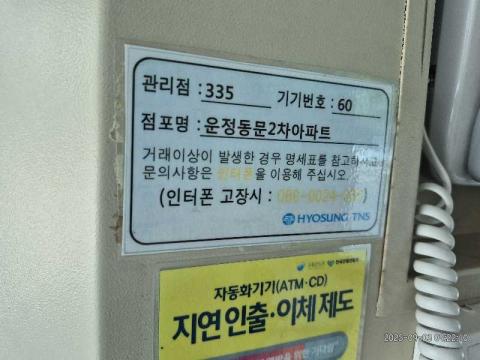 관리점 : 335 기기번호 : 60
점포명 : 운정동문2차아파트
거래이상이 발생한 경우 명세표를 참고하시고
문의사항은 인터폰을 이용해 주십시오.
(인터폰 고장시 :
HYOSUNG TNS
자동화기기(ATM·CD)
지연인출·이체제도